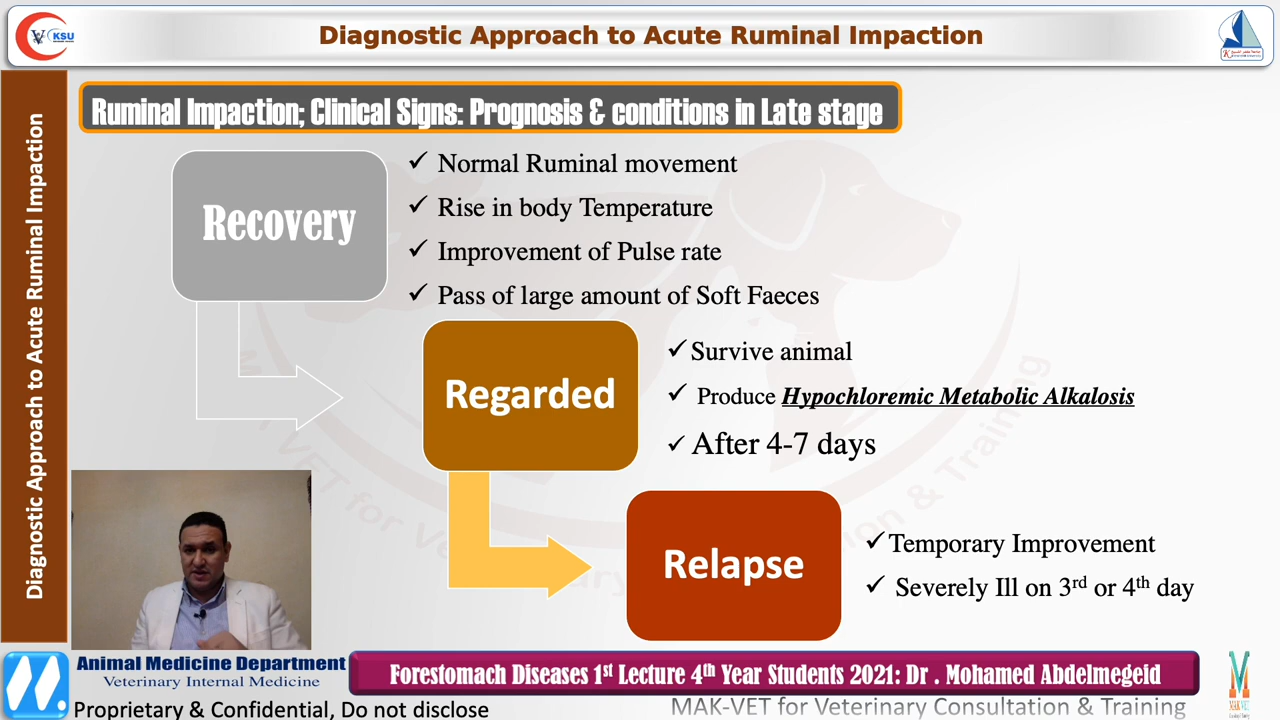 KSU
Diagnostic Approach to Acute Ruminal Impaction
Diagnostic Approach to Acute Ruminal Impaction
Ruminal Impaction; Clinical Signs: Prognosis & conditions in Late stage
Recovery
✓ Normal Ruminal movement
✓ Rise in body Temperature
✓ Improvement of Pulse rate
✓ Pass of large amount of Soft Faeces
Regarded
✓ Survive animal
✓ Produce Hypochloremic Metabolic Alkalosis
✓ After 4-7 days
Relapse
✓ Temporary Improvement
✓ Severely Ill on 3rd or 4th day
Animal Medicine Department
Veterinary Internal Medicine
Forestomach Diseases 1st Lecture 4th Year Students 2021: Dr . Mohamed Abdelmegeid
Proprietary & Confidential, Do not disclose
MAK-VET for Veterinary Consultation & Training
MAK-VET